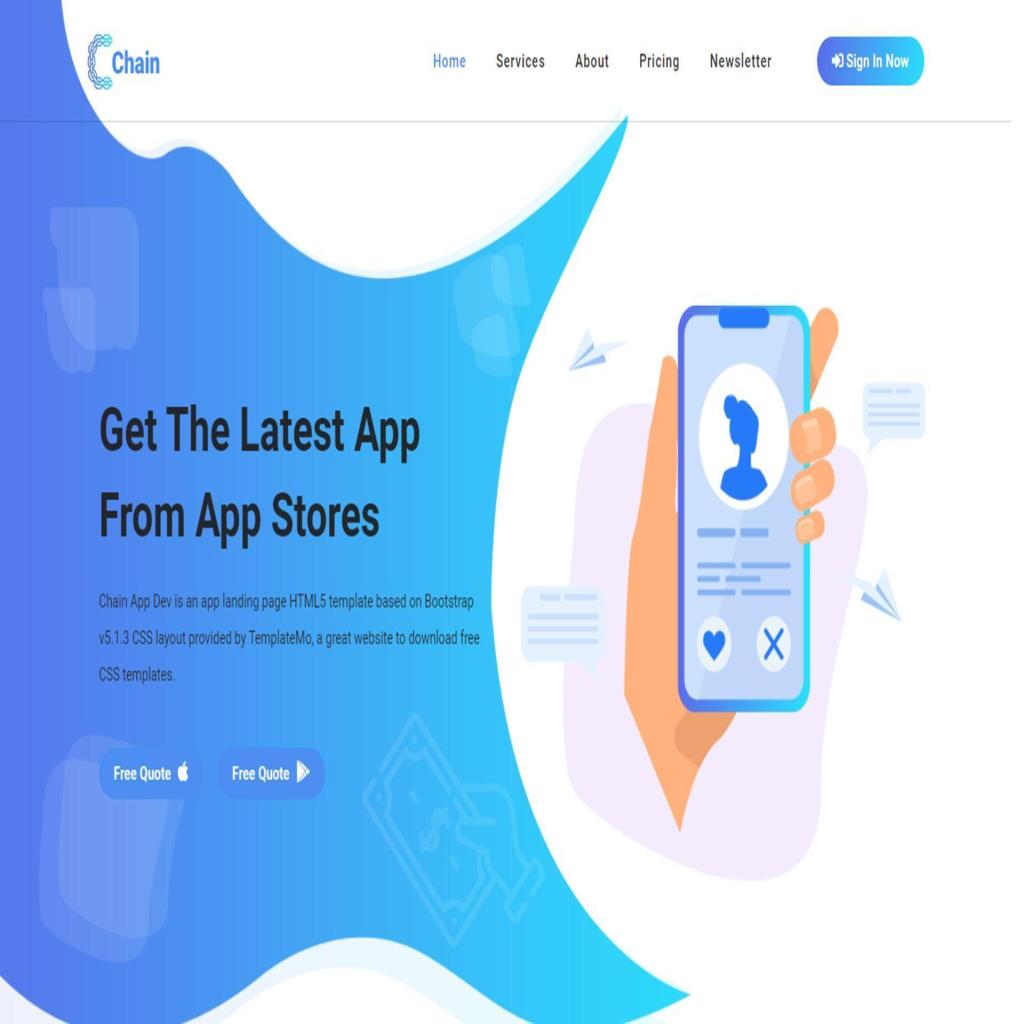 Chain
Home Services About Pricing Newsletter Sign In Now
Get The Latest App
From App Stores
Chain App Dev is an app landing page HTML5 template based on Bootstrap
v5.1.3 CSS layout provided by TemplateMo, a great website to download free
CSS templates.
Free Quote Free Quote
$